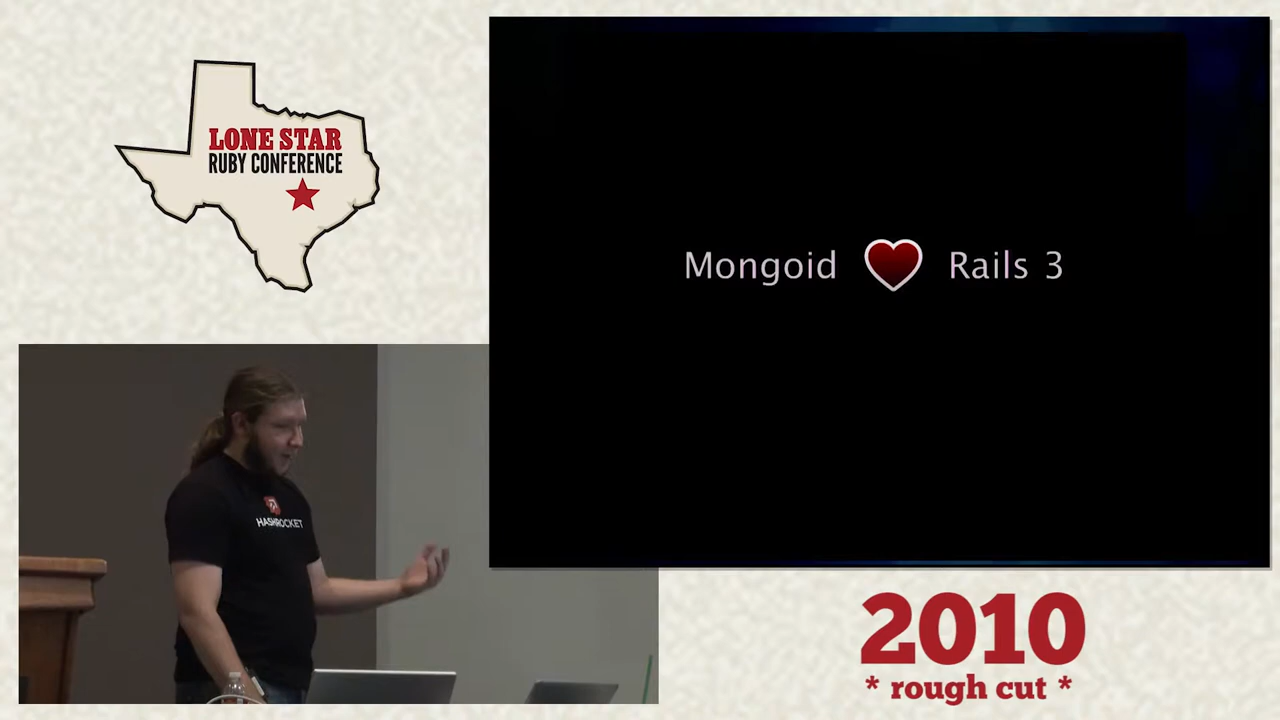 LONE STAR
RUBY CONFERENCE
Mongoid Rails 3
HASHROCKET
2010
* rough cut *